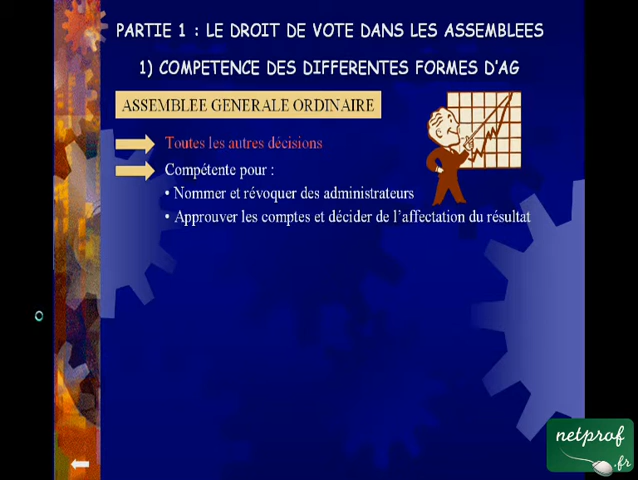 PARTIE 1 : LE DROIT DE VOTE DANS LES ASSEMBLEES
1) COMPETENCE DES DIFFERENTES FORMES D'AG
ASSEMBLEE GENERALE ORDINAIRE
Toutes les autres décisions
Compétente pour :
• Nommer et révoquer des administrateurs
• Approuver les comptes et décider de l'affectation du résultat
netprof
.fr